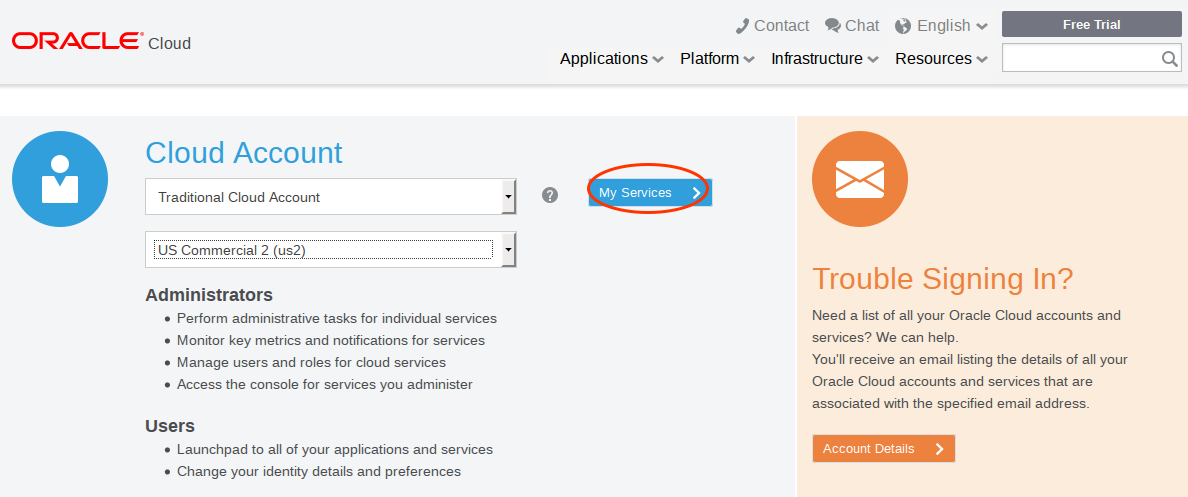 ORACLE Cloud
Contact Chat English
Free Trial
Applications Platform Infrastructure Resources
Cloud Account
Traditional Cloud Account
?
My Services
US Commercial 2 (us2)
Administrators
Perform administrative tasks for individual services
Monitor key metrics and notifications for services
Manage users and roles for cloud services
Access the console for services you administer
Users
Launchpad to all of your applications and services
Change your identity details and preferences
Trouble Signing In?
Need a list of all your Oracle Cloud accounts and
services? We can help.
You'll receive an email listing the details of all your
Oracle Cloud accounts and services that are
associated with the specified email address.
Account Details